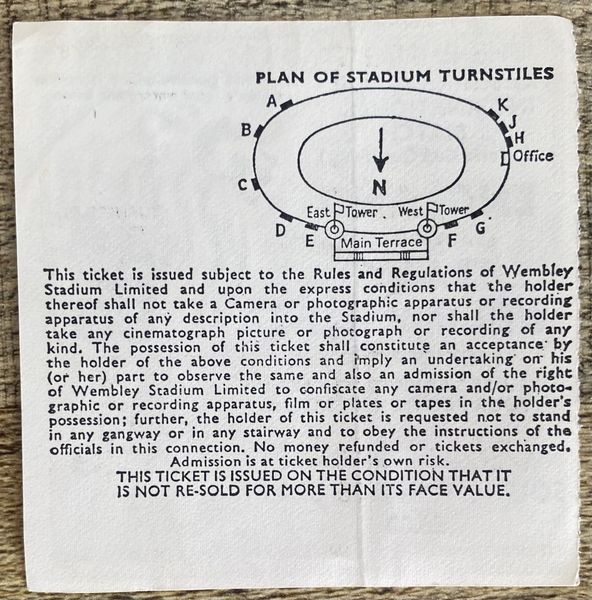 PLAN OF STADIUM TURNSTILES
A
K
B
J
H
Office
C
N
East Tower.
West Tower
D
G
E
Main Terrace
F
This ticket is issued subject to the Rules and Regulations of Wembley
Stadium Limited and upon the express conditions that the holder
thereof shall not take a Camera or photographic apparatus or recording
apparatus of any description into the Stadium, nor shall the holder
take any cinematograph picture or photograph or recording of any
kind. The possession of this ticket shall constitute an acceptance by
the holder of the above conditions and imply an undertaking on his
(or her) part to observe the same and also an admission of the right
of Wembley Stadium Limited to confiscate any camera and/or photo-
graphic or recording apparatus, film or plates or tapes in the holder's
possession; further, the holder of this ticket is requested not to stand
in any gangway or in any stairway and to obey the instructions of the
officials in this connection. No money refunded or tickets exchanged.
Admission is at ticket holder's own risk.
THIS TICKET IS ISSUED ON THE CONDITION THAT IT
IS NOT RE-SOLD FOR MORE THAN ITS FACE VALUE.